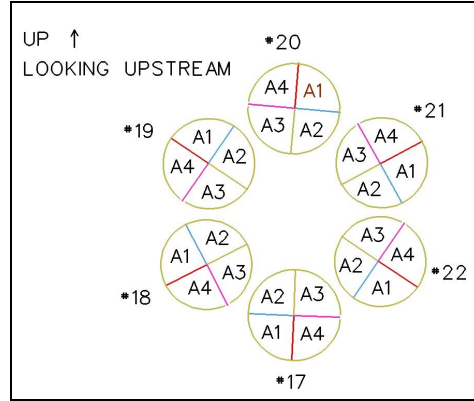 UP ↑
LOOKING UPSTREAM
#20
A4 A1
A3 A2
#19
A1
A4 A2
A3
#21
A4
A3 A1
A2
#18
A2
A1 A3
A4
#22
A3
A2 A4
A1
#17
A2 A3
A1 A4